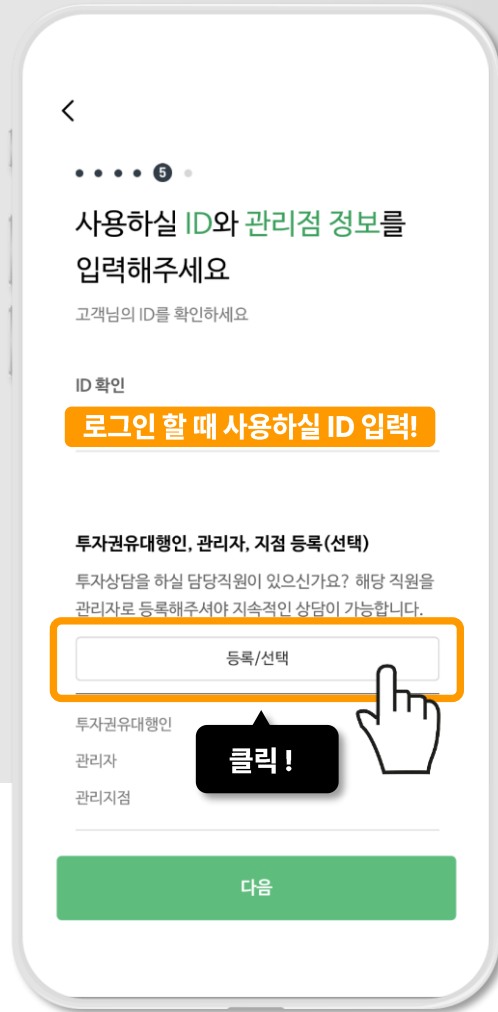 5
사용하실 ID와 관리점 정보를
입력해주세요
고객님의 ID를 확인하세요
ID 확인
로그인 할 때 사용하실 ID 입력!
투자권유대행인, 관리자, 지점 등록(선택)
투자상담을 하실 담당직원이 있으신가요? 해당 직원을
관리자로 등록해주셔야 지속적인 상담이 가능합니다.
등록/선택
투자권유대행인
클릭 !
관리자
관리지점
다음